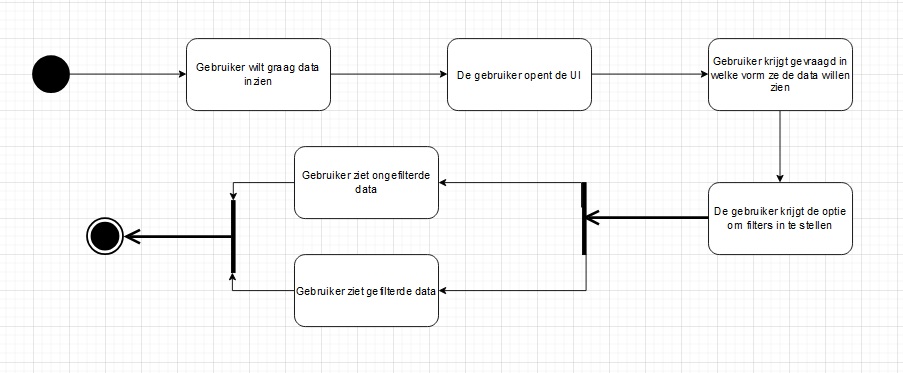 Gebruiker wilt graag data
inzien
De gebruiker opent de UI
Gebruiker krijgt gevraagd in
welke vorm ze de data willen
zien
De gebruiker krijgt de optie
om filters in te stellen
Gebruiker ziet ongefilterde
data
Gebruiker ziet gefilterde data